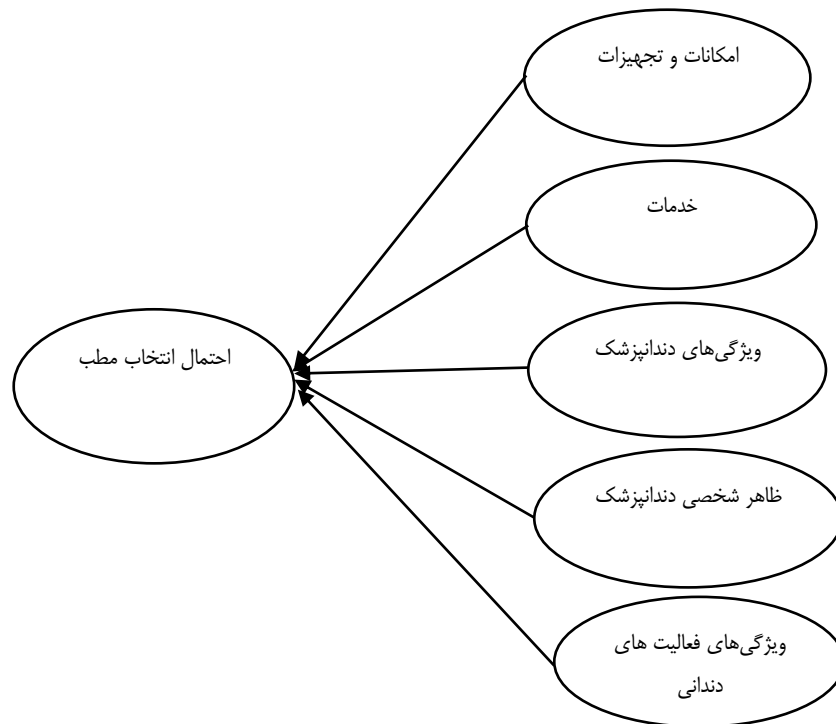 امکانات و تجهیزات
خدمات
ویژگی‌های دندانپزشک
احتمال انتخاب مطب
ظاهر شخصی دندانپزشک
ویژگی‌های فعالیت های
دندانی